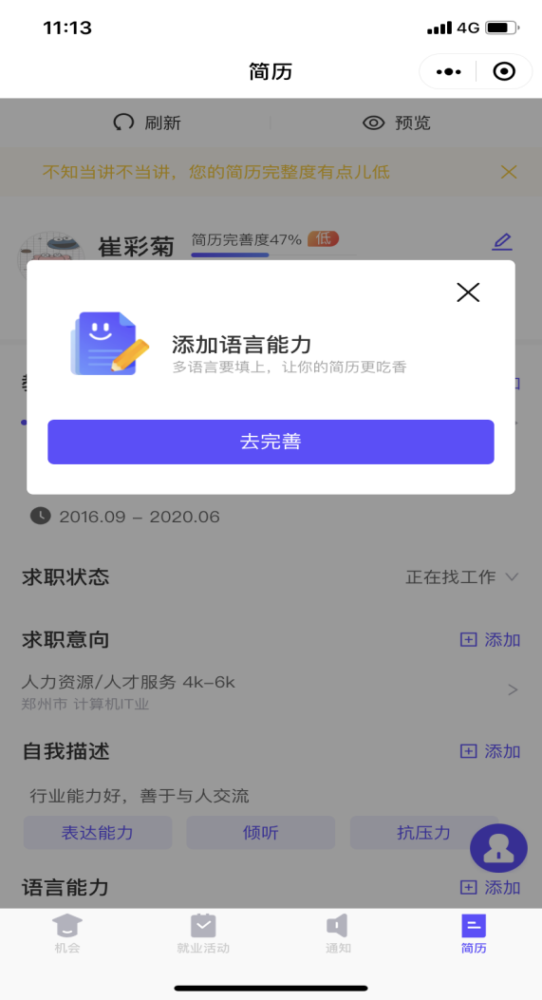 11:13
4G
简历
刷新
预览
不知当讲不当讲，您的简历完整度有点儿低
崔彩菊
简历完善度47%
低
添加语言能力
多语言要填上，让你的简历更吃香
去完善
2016.09 – 2020.06
求职状态
正在找工作
求职意向
添加
人力资源/人才服务 4k–6k
郑州市 计算机IT业
自我描述
添加
行业能力好，善于与人交流
表达能力
倾听
抗压力
语言能力
添加
机会
就业活动
通知
简历